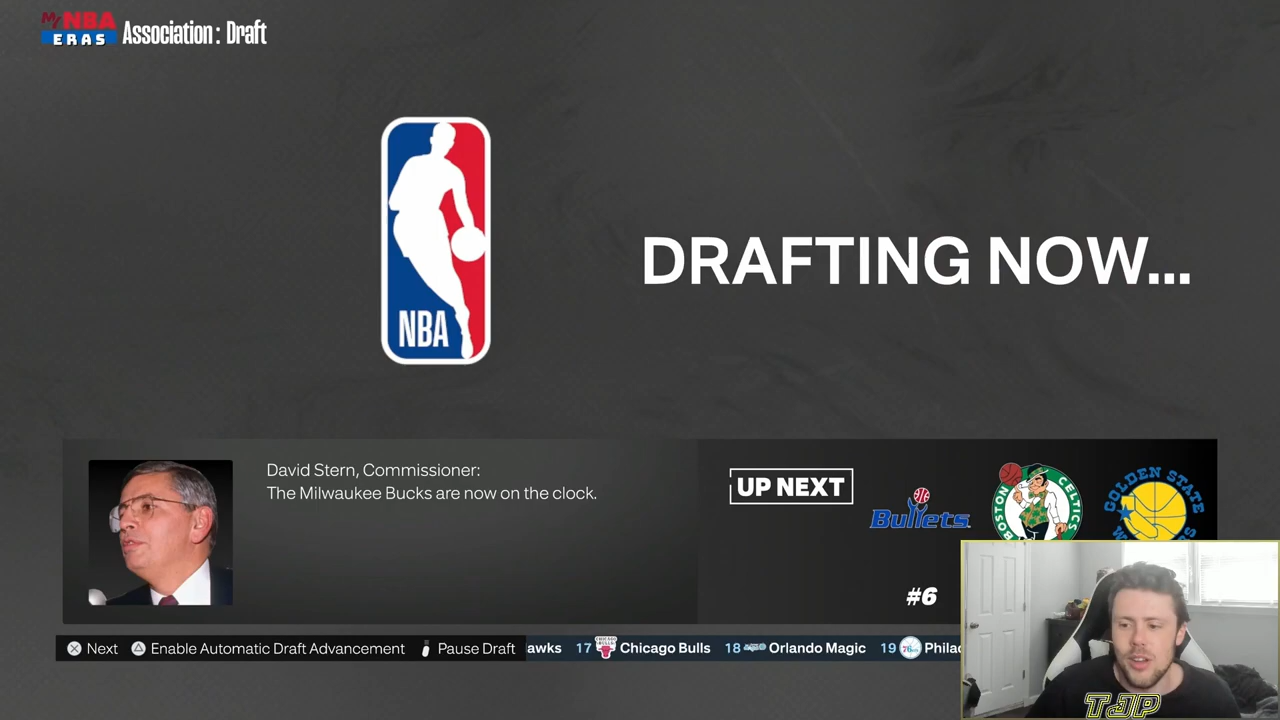 MyNBA
ERAS
Association : Draft
NBA
DRAFTING NOW...
David Stern, Commissioner:
The Milwaukee Bucks are now on the clock.
UP NEXT
Bullets
BOSTON CELTICS
GOLDEN STATE
#6
Next
Enable Automatic Draft Advancement
Pause Draft
awks 17 Chicago Bulls 18 Orlando Magic 19 Philad
TJP